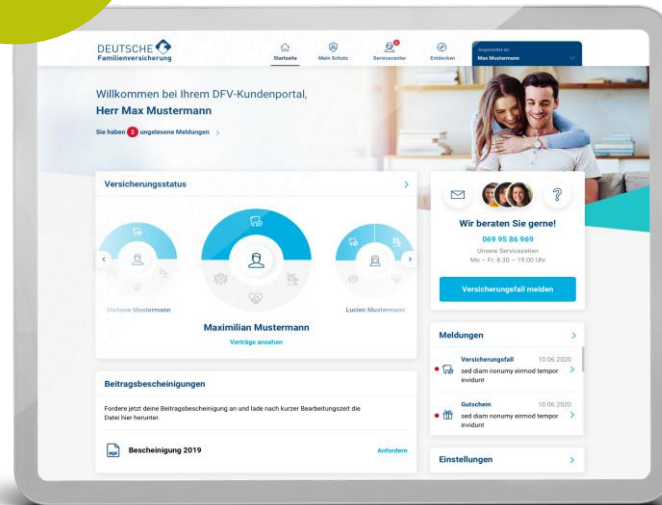 DEUTSCHE
Familienversicherung
Startseite
Mein Schutz
Servicecenter
Entdecken
Angemeldet als
Max Mustermann
Willkommen bei Ihrem DFV-Kundenportal,
Herr Max Mustermann
Sie haben 2 ungelesene Meldungen
Versicherungsstatus
Stefanie Mustermann
Maximilian Mustermann
Verträge ansehen
Lucien Mustermann
?
Wir beraten Sie gerne!
069 95 86 969
Unsere Servicezeiten
Mo – Fr 8.30 – 19.00 Uhr
Versicherungsfall melden
Meldungen
Versicherungsfall 10.06.2020
sed diam nonumy eirmod tempor
invidunt
Gutschein 10.06.2020
sed diam nonumy eirmod tempor
invidunt
Beitragsbescheinigungen
Fordere jetzt deine Beitragsbescheinigung an und lade nach kurzer Bearbeitungszeit die
Datei hier herunter.
PDF
Bescheinigung 2019
Anfordern
Einstellungen